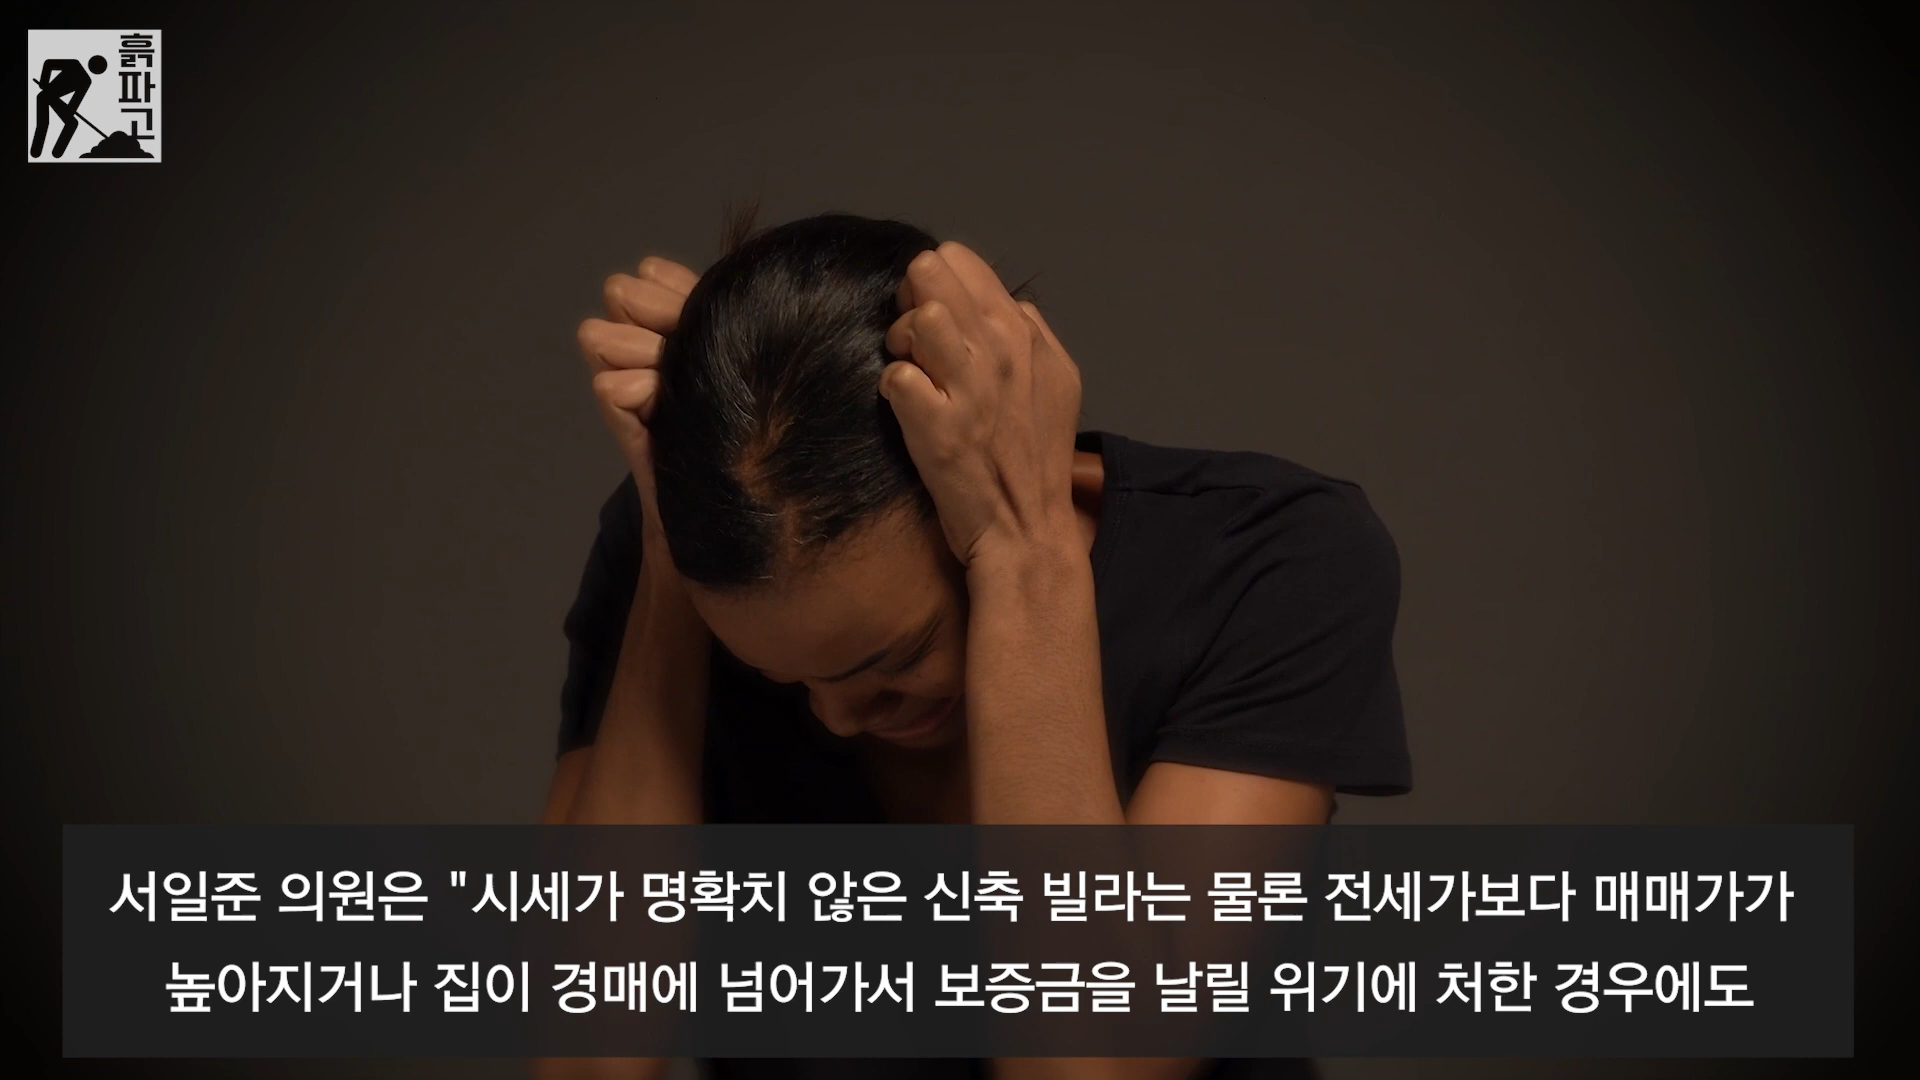 흙
파
고
서일준 의원은 "시세가 명확치 않은 신축 빌라는 물론 전세가보다 매매가가
높아지거나 집이 경매에 넘어가서 보증금을 날릴 위기에 처한 경우에도